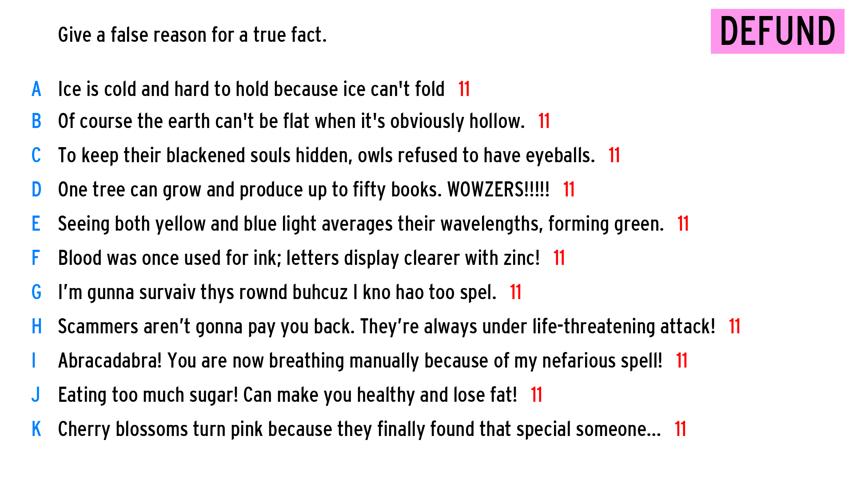 Give a false reason for a true fact.
DEFUND
A Ice is cold and hard to hold because ice can't fold 11
B Of course the earth can't be flat when it's obviously hollow. 11
C To keep their blackened souls hidden, owls refused to have eyeballs. 11
D One tree can grow and produce up to fifty books. WOWZERS!!!!! 11
E Seeing both yellow and blue light averages their wavelengths, forming green. 11
F Blood was once used for ink; letters display clearer with zinc! 11
G I’m gunna survaiv thys rownd buhcuz I kno hao too spel. 11
H Scammers aren’t gonna pay you back. They’re always under life-threatening attack! 11
I Abracadabra! You are now breathing manually because of my nefarious spell! 11
J Eating too much sugar! Can make you healthy and lose fat! 11
K Cherry blossoms turn pink because they finally found that special someone... 11